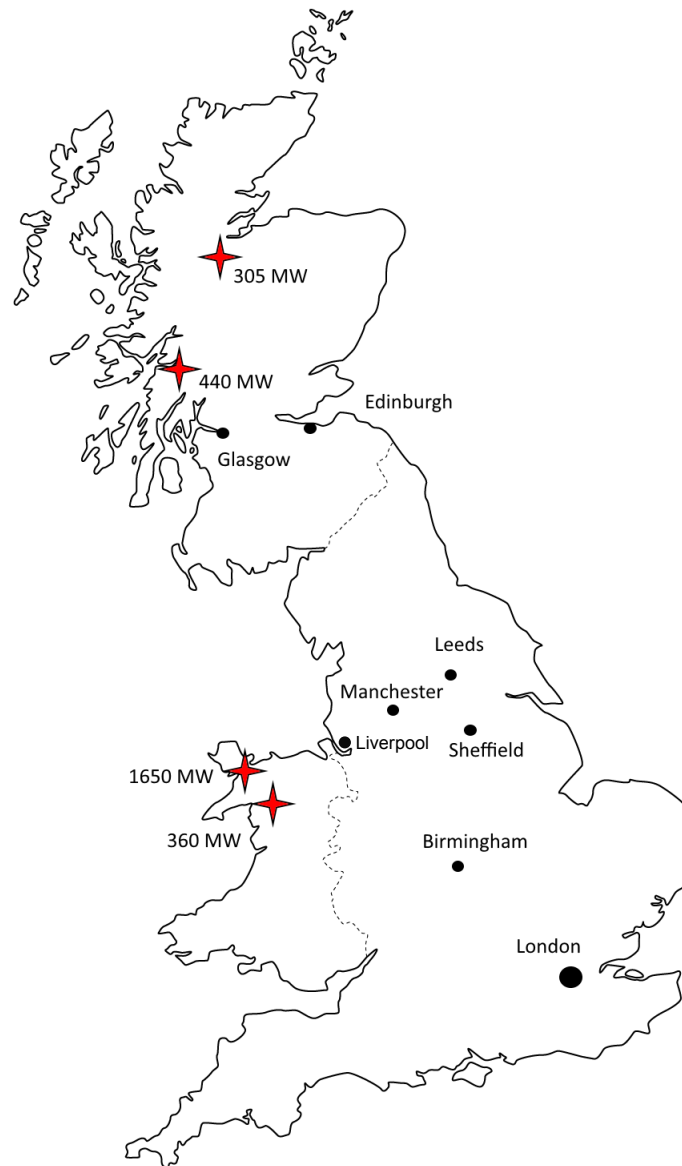 305 MW
440 MW
Edinburgh
Glasgow
Leeds
Manchester
Liverpool
Sheffield
1650 MW
360 MW
Birmingham
London